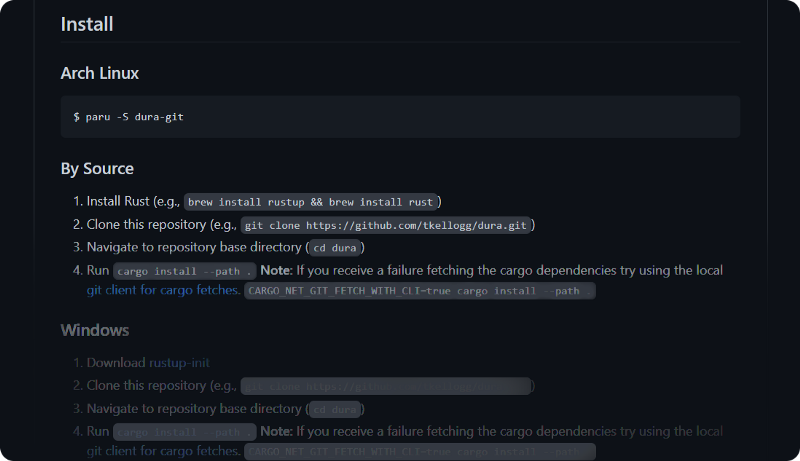 Install
Arch Linux
$ paru -S dura-git
By Source
1. Install Rust (e.g., brew install rustup && brew install rust)
2. Clone this repository (e.g., git clone https://github.com/tkellogg/dura.git)
3. Navigate to repository base directory (cd dura)
4. Run cargo install --path . Note: If you receive a failure fetching the cargo dependencies try using the local
git client for cargo fetches. CARGO_NET_GIT_FETCH_WITH_CLI=true cargo install --path .
Windows
1. Download rustup-init
2. Clone this repository (e.g., git clone )
3. Navigate to repository base directory (cd dura)
4. Run cargo install --path . Note: If you receive a failure fetching the cargo dependencies try using the local
git client for cargo fetches. CARGO_NET_GIT_FETCH_WITH_CLI=true cargo install --path .